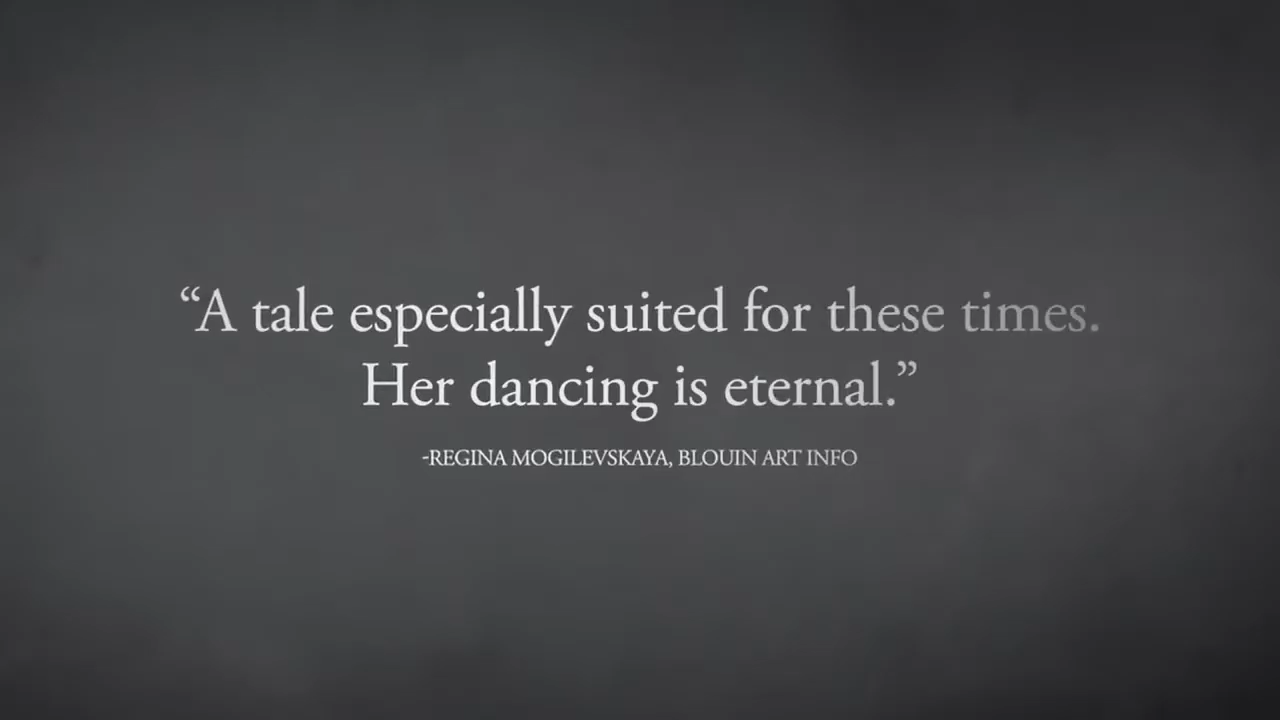 “A tale especially suited for these times.
Her dancing is eternal.”
-REGINA MOGILEVSKAYA, BLOUIN ART INFO